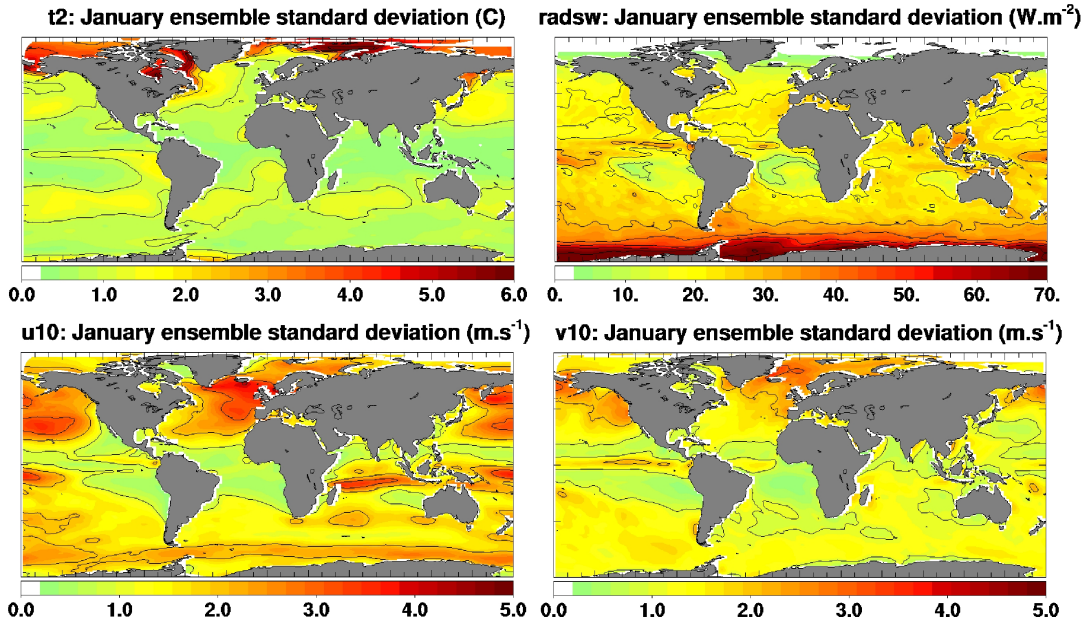 t2: January ensemble standard deviation (C)
radsw: January ensemble standard deviation (W.m⁻²)
0.0 1.0 2.0 3.0 4.0 5.0 6.0
0. 10. 20. 30. 40. 50. 60. 70.
u10: January ensemble standard deviation (m.s⁻¹)
v10: January ensemble standard deviation (m.s⁻¹)
0.0 1.0 2.0 3.0 4.0 5.0
0.0 1.0 2.0 3.0 4.0 5.0